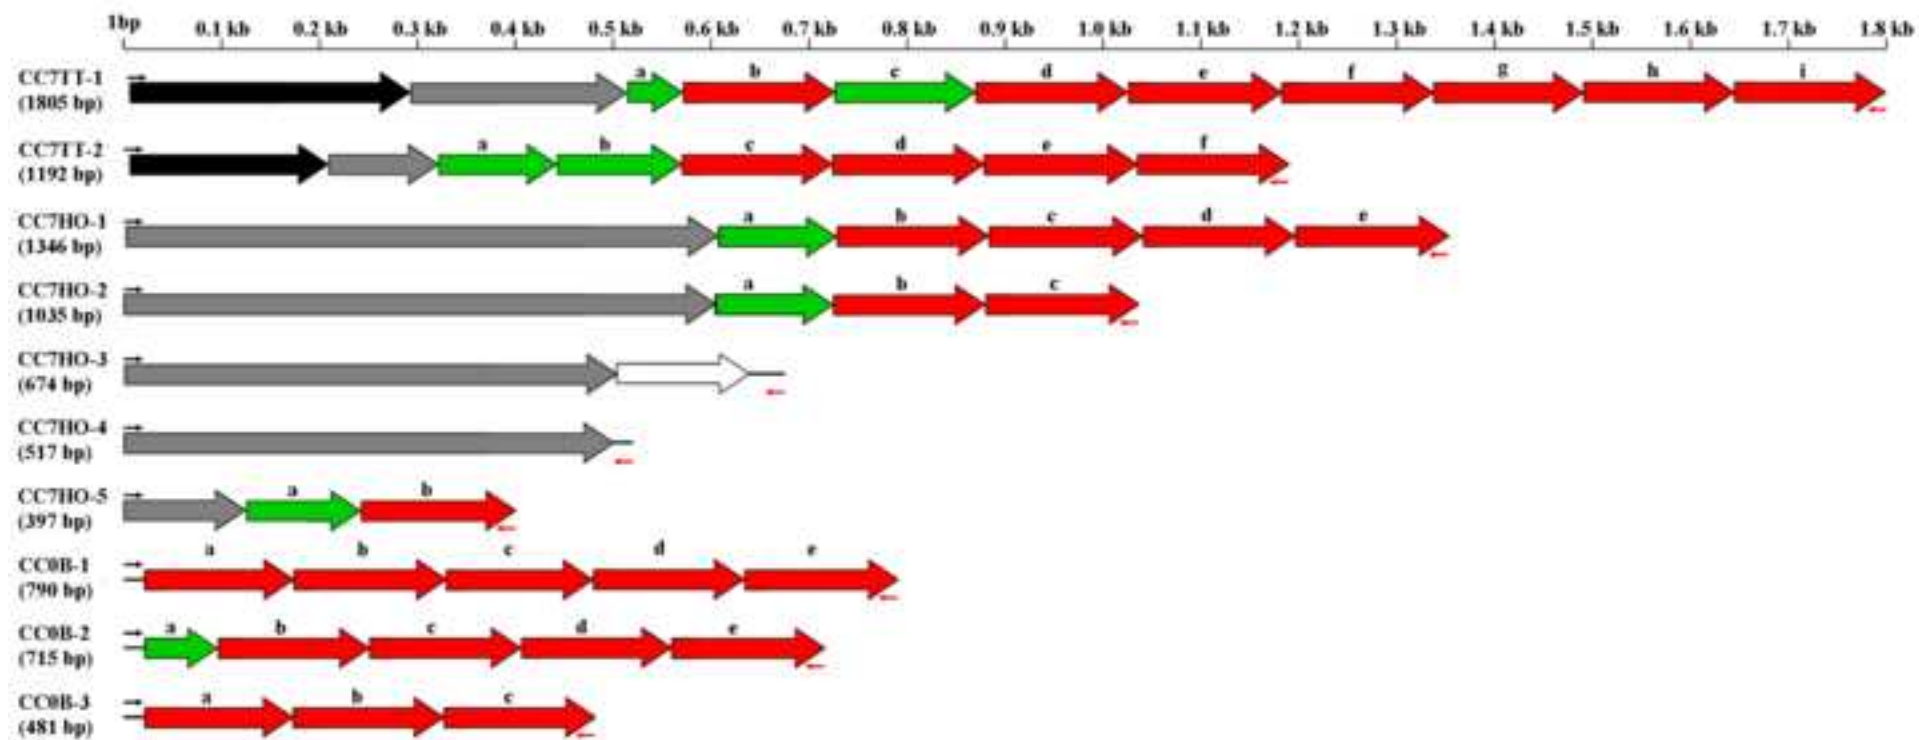 1bp 0.1 kb 0.2 kb 0.3 kb 0.4 kb 0.5 kb 0.6 kb 0.7 kb 0.8 kb 0.9 kb 1.0 kb 1.1 kb 1.2 kb 1.3 kb 1.4 kb 1.5 kb 1.6 kb 1.7 kb 1.8 kb
a b c d e f g h i
CC7TT-1
(1805 bp)
a b c d e f
CC7TT-2
(1192 bp)
a b c d e
CC7HO-1
(1346 bp)
a b c
CC7HO-2
(1035 bp)
CC7HO-3
(674 bp)
CC7HO-4
(517 bp)
a b
CC7HO-5
(397 bp)
a b c d e
CC0B-1
(790 bp)
a b c d e
CC0B-2
(715 bp)
a b c
CC0B-3
(481 bp)